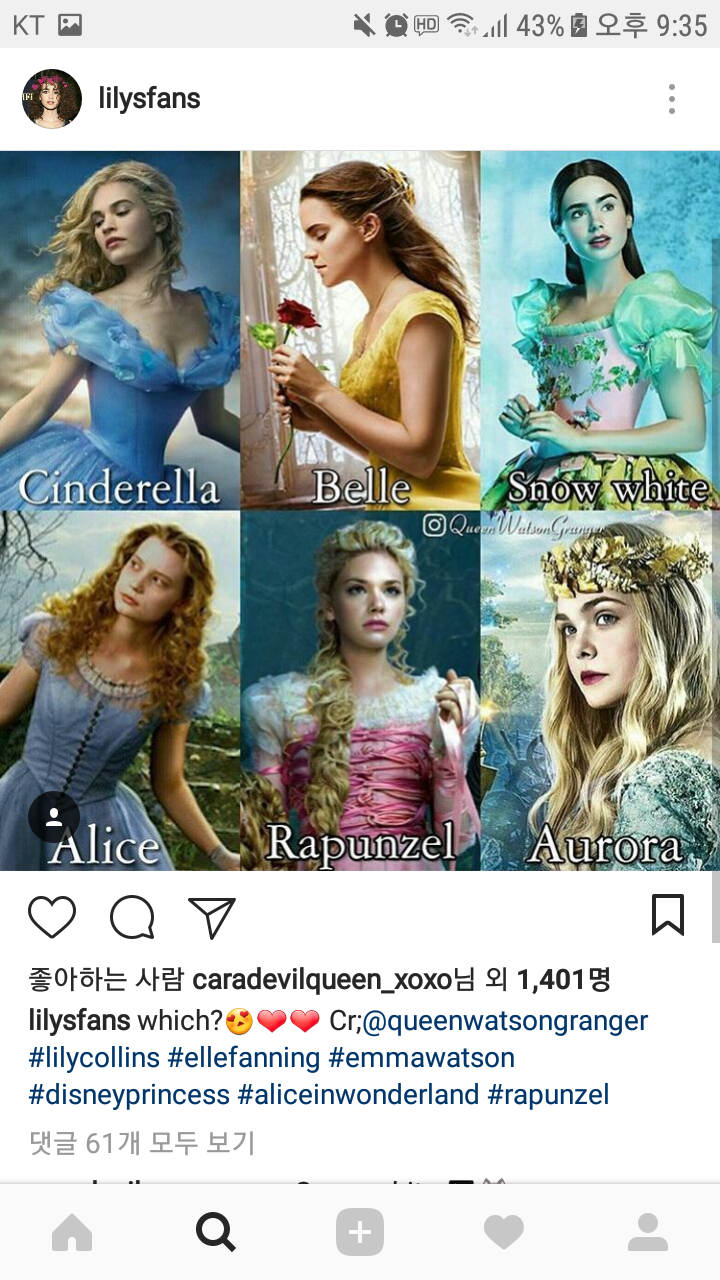 KT HD 43% 오후 9:35
lilysfans
Cinderella
Belle
Snow white
QueenWatsonGranger
Alice
Rapunzel
Aurora
좋아하는 사람 caradevilqueen_xoxo님 외 1,401명
lilysfans which?😍❤❤ Cr;@queenwatsongranger
#lilycollins #ellefanning #emmawatson
#disneyprincess #aliceinwonderland #rapunzel
댓글 61개 모두 보기